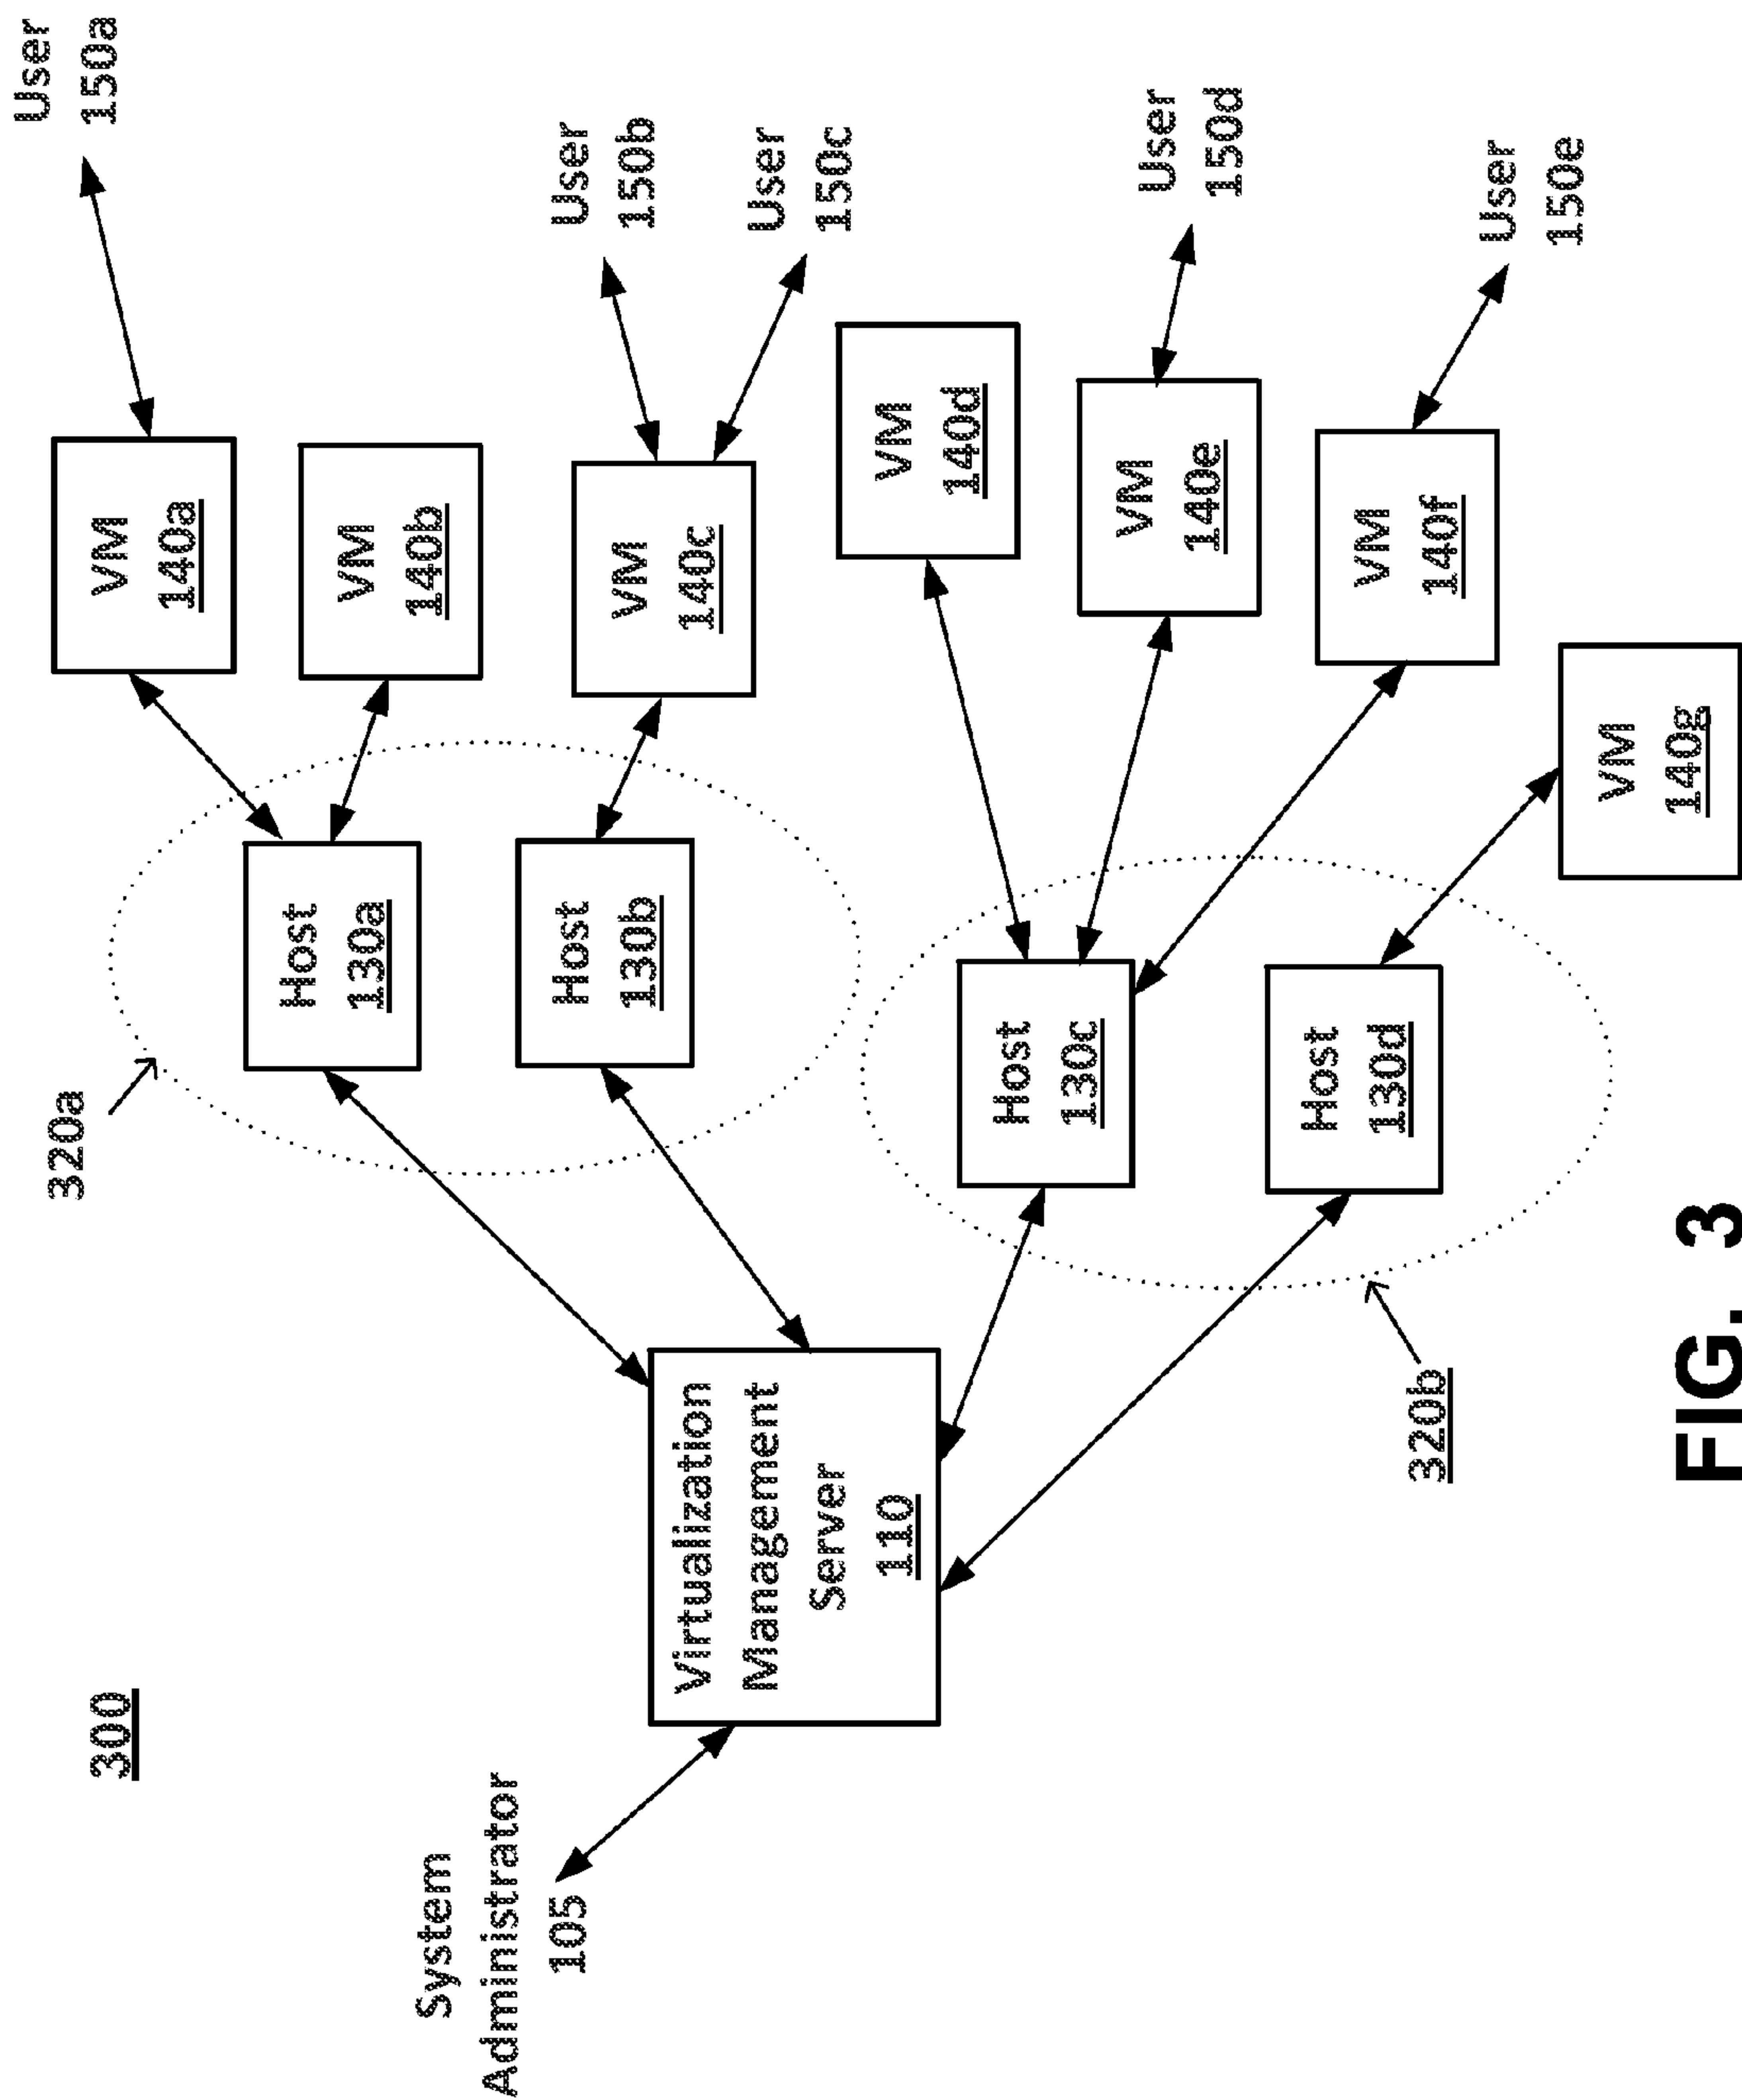 300
System
Administrator
105
Virtualization
Management
Server
110
320a
320b
Host
130a
Host
130b
Host
130c
Host
130d
VM
140a
VM
140b
VM
140c
VM
140d
VM
140e
VM
140f
VM
140g
User
150a
User
150b
User
150c
User
150d
User
150e
FIG. 3